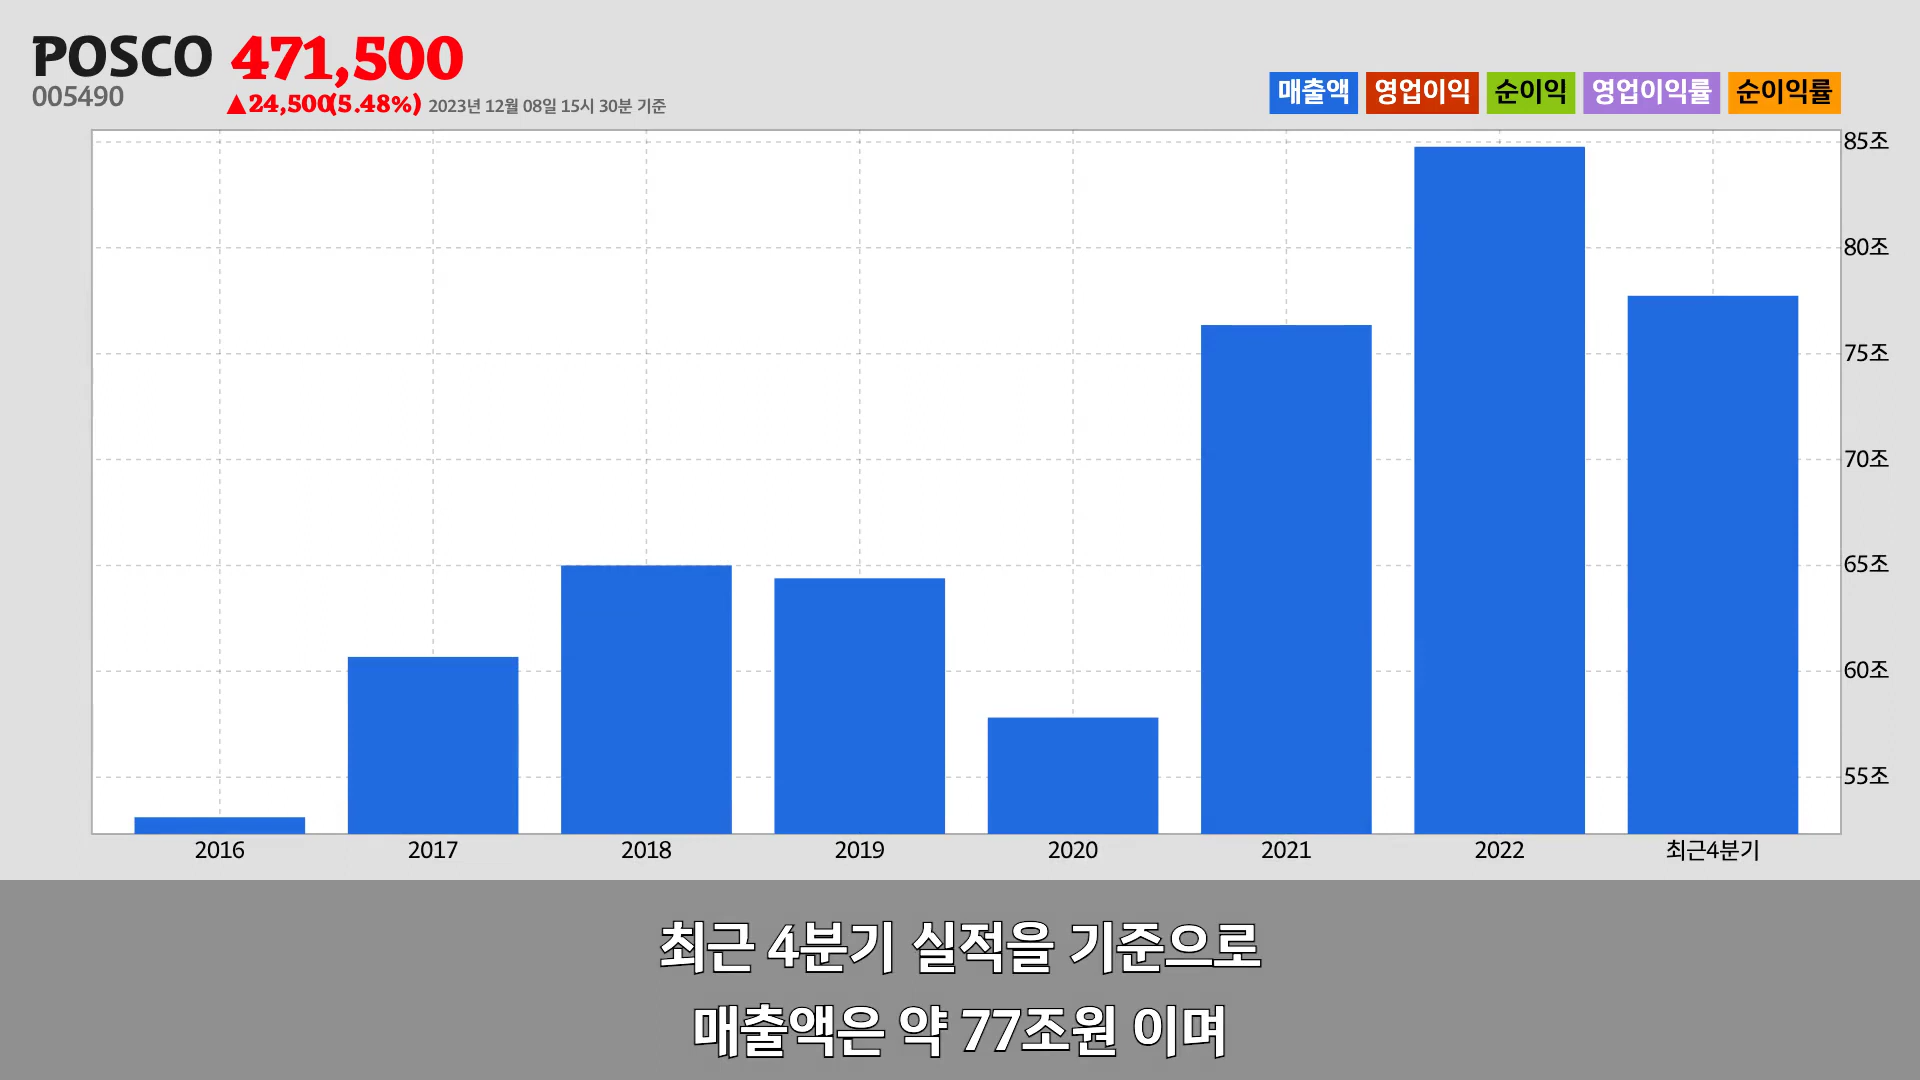 POSCO 471,500
005490
▲24,500(5.48%) 2023년 12월 08일 15시 30분 기준
매출액 영업이익 순이익 영업이익률 순이익률
85조
80조
75조
70조
65조
60조
55조
2016 2017 2018 2019 2020 2021 2022 최근4분기
최근 4분기 실적을 기준으로
매출액은 약 77조원 이며